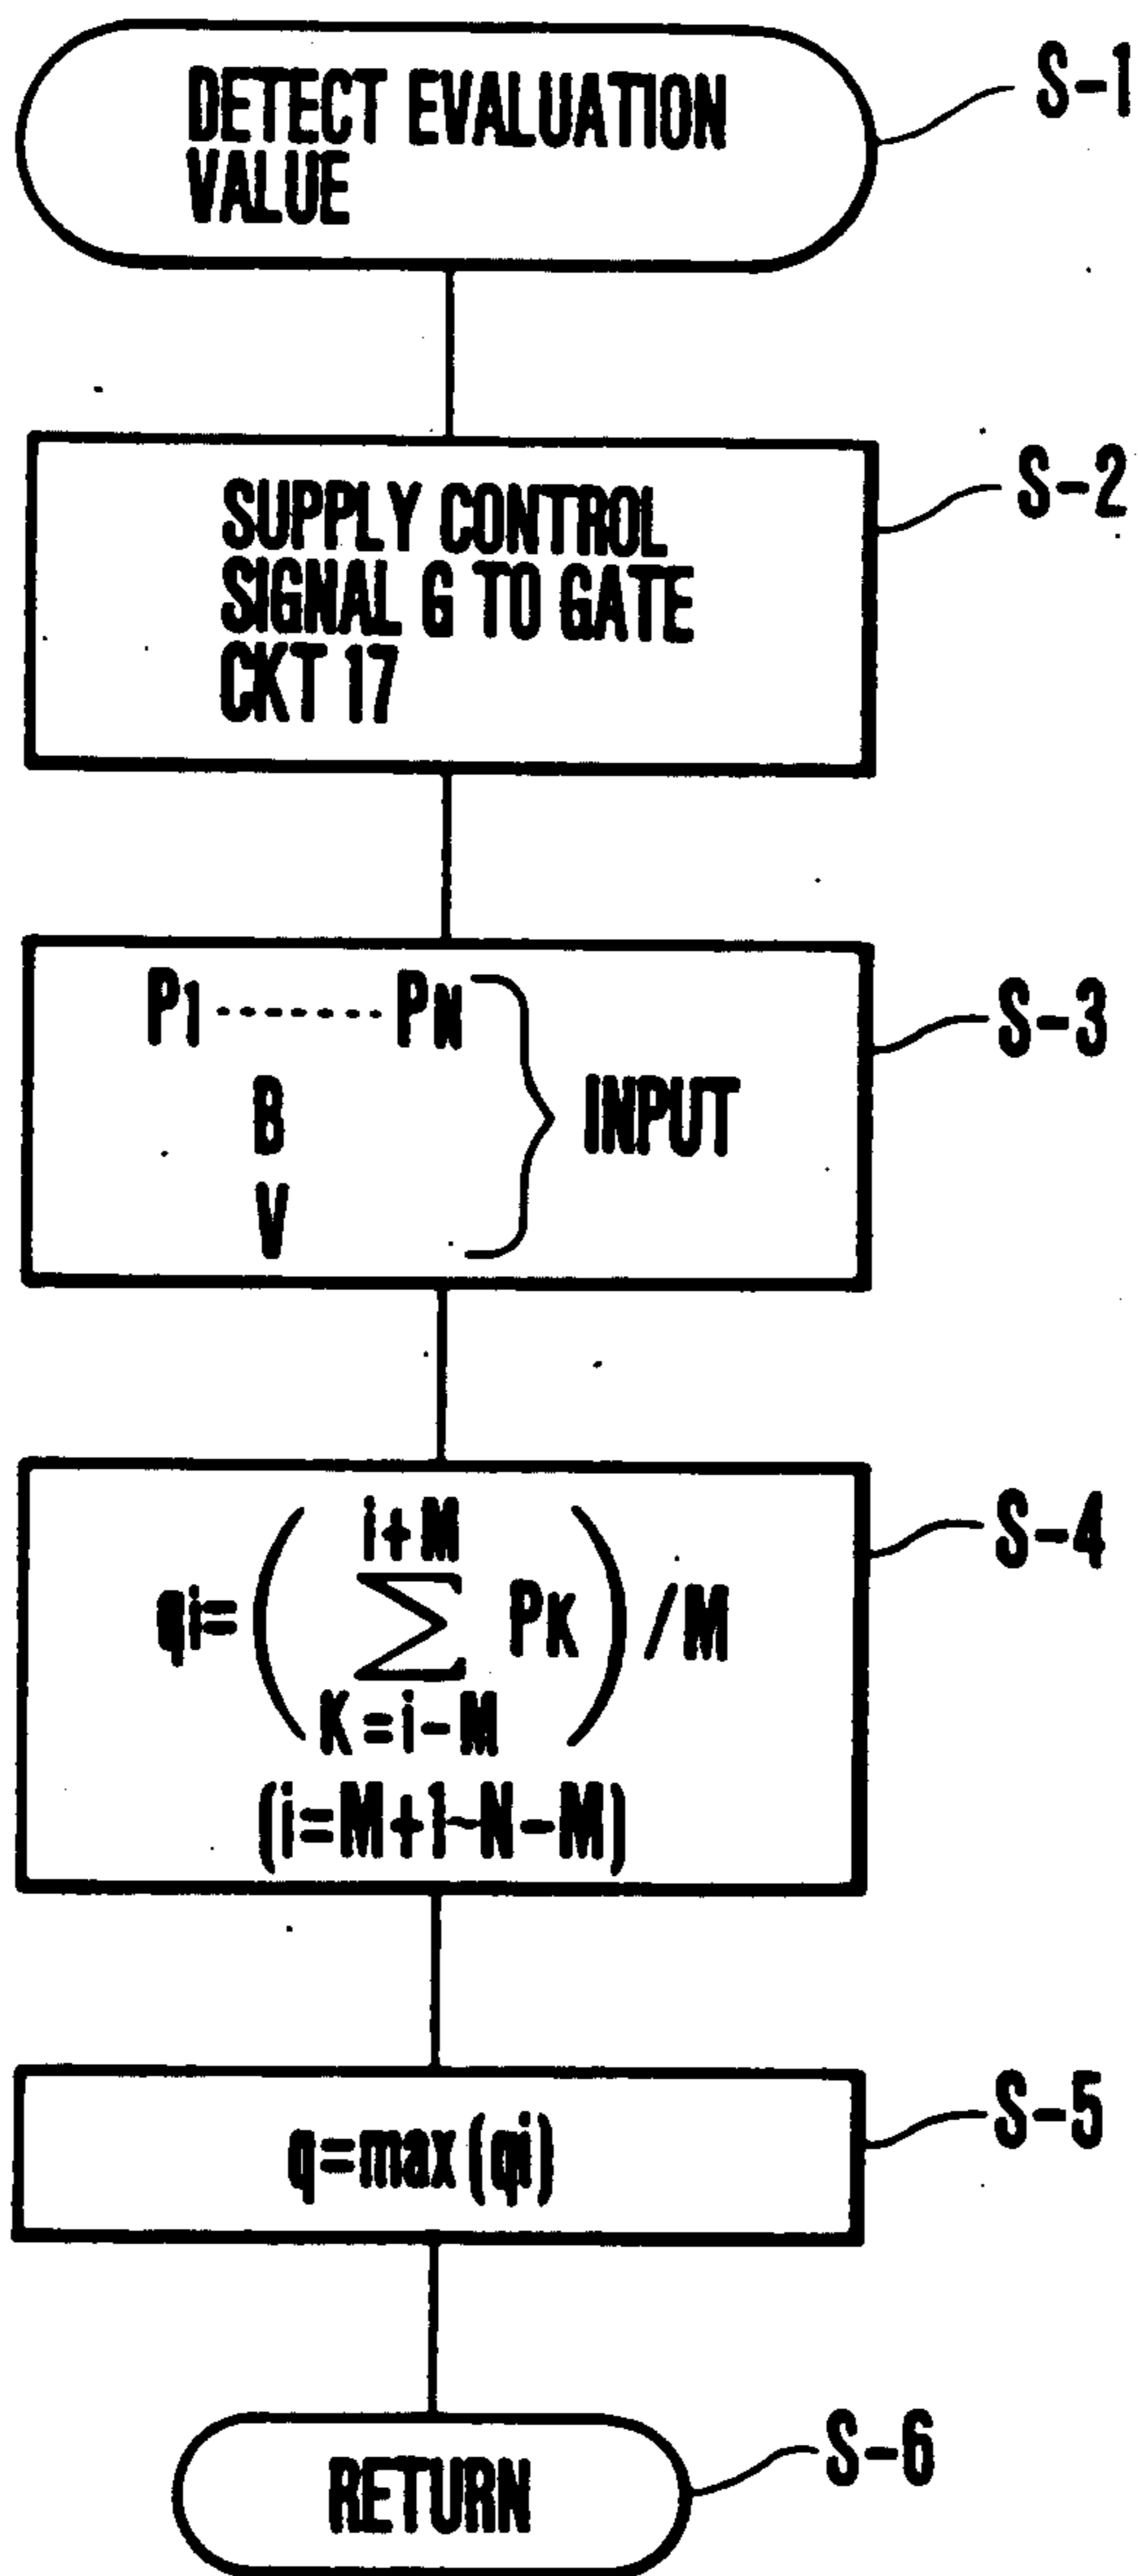 DETECT EVALUATION
VALUE
S-1
SUPPLY CONTROL
SIGNAL G TO GATE
CKT 17
S-2
P1 -------- PN
B
V
INPUT
S-3
i+M
qi=( ∑ PK ) / M
K=i-M
(i=M+1~N-M)
S-4
q=max(qi)
S-5
RETURN
S-6